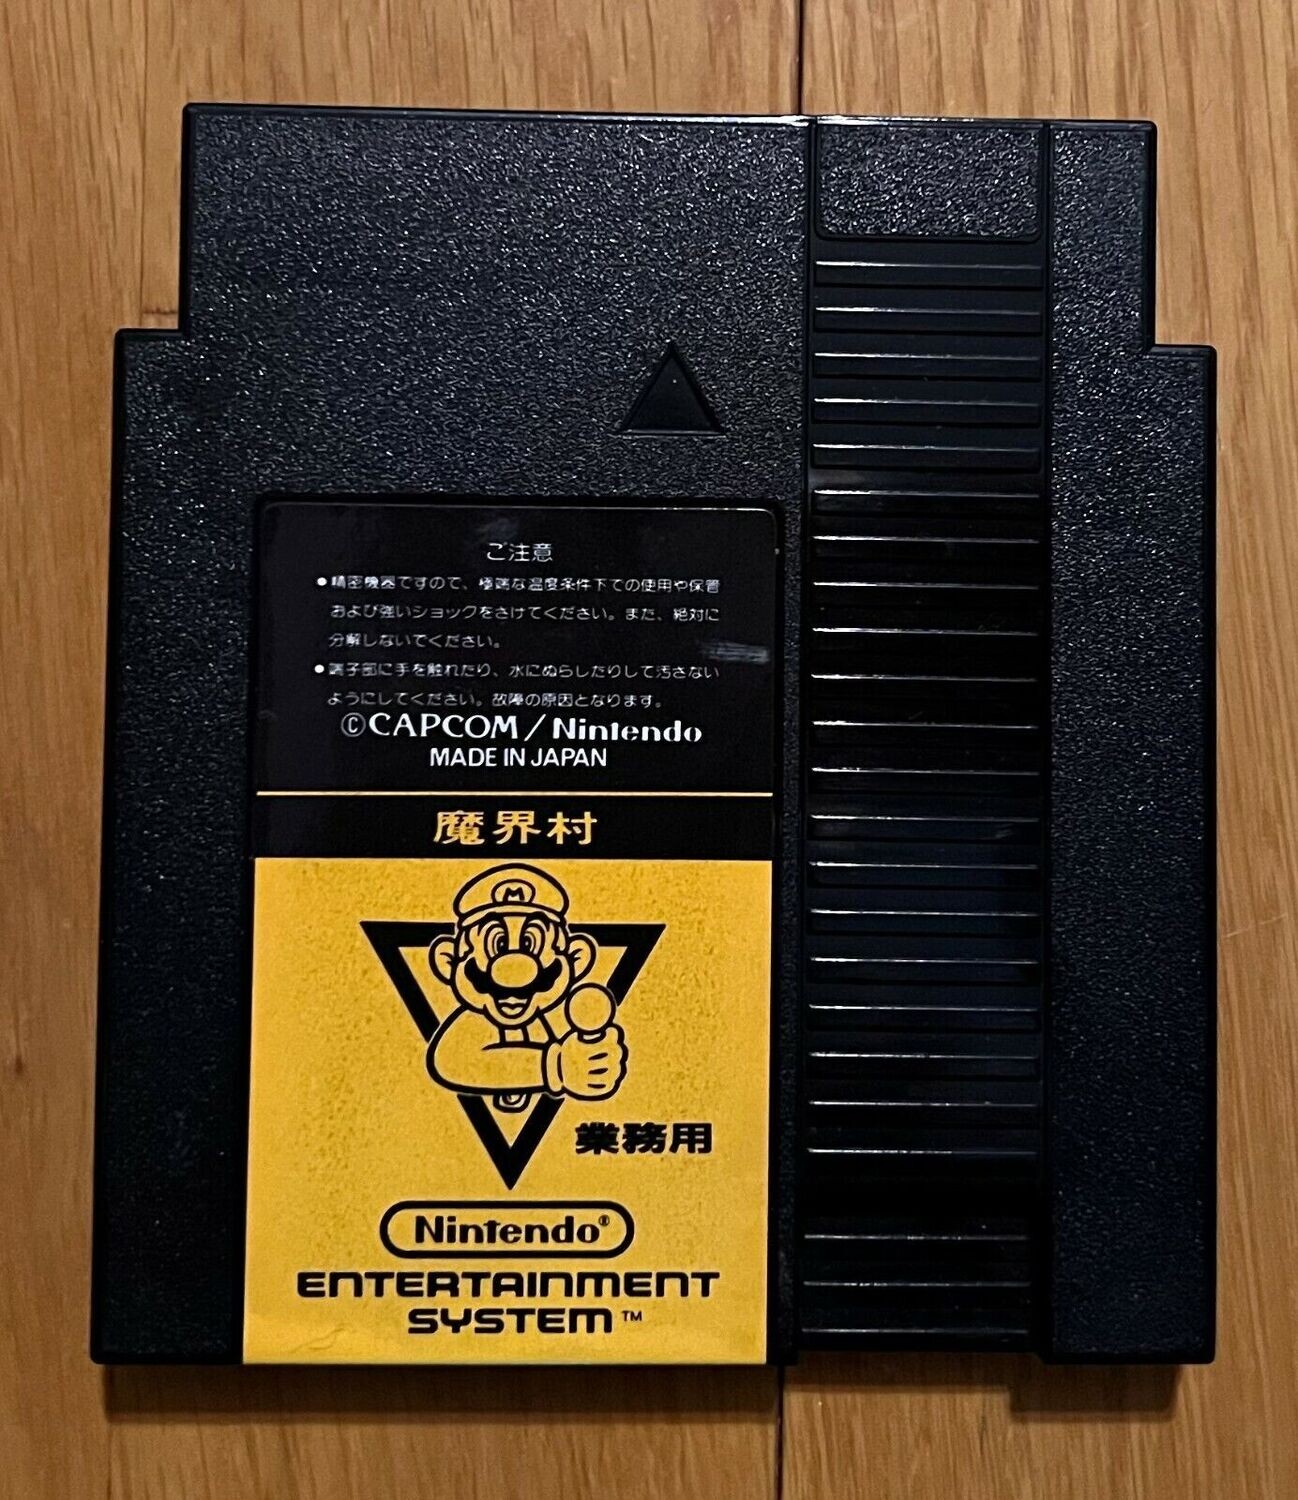 ご注意
●精密機器ですので、極端な温度条件下での使用や保管
および強いショックをさけてください。また、絶対に
分解しないでください。
●端子部に手を触れたり、水にぬらしたりして汚さない
ようにしてください。故障の原因となります。
©CAPCOM/Nintendo
MADE IN JAPAN
魔界村
M
業務用
Nintendo®
ENTERTAINMENT
SYSTEM™